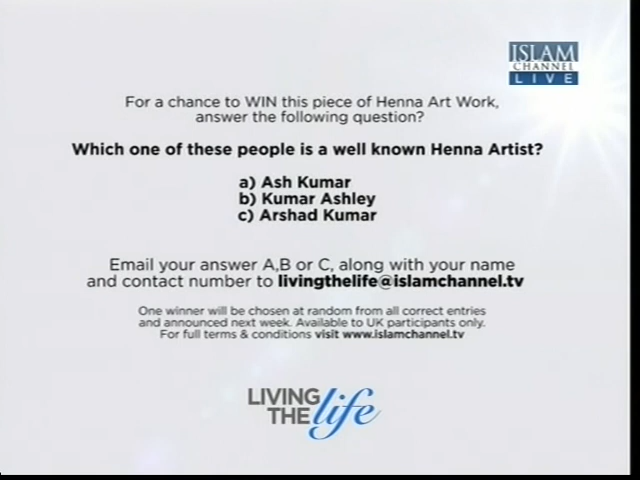 ISLAM
CHANNEL
LIVE
For a chance to WIN this piece of Henna Art Work,
answer the following question?
Which one of these people is a well known Henna Artist?
a) Ash Kumar
b) Kumar Ashley
c) Arshad Kumar
Email your answer A,B or C, along with your name
and contact number to livingthelife@islamchannel.tv
One winner will be chosen at random from all correct entries
and announced next week. Available to UK participants only.
For full terms & conditions visit www.islamchannel.tv
LIVING
THE life